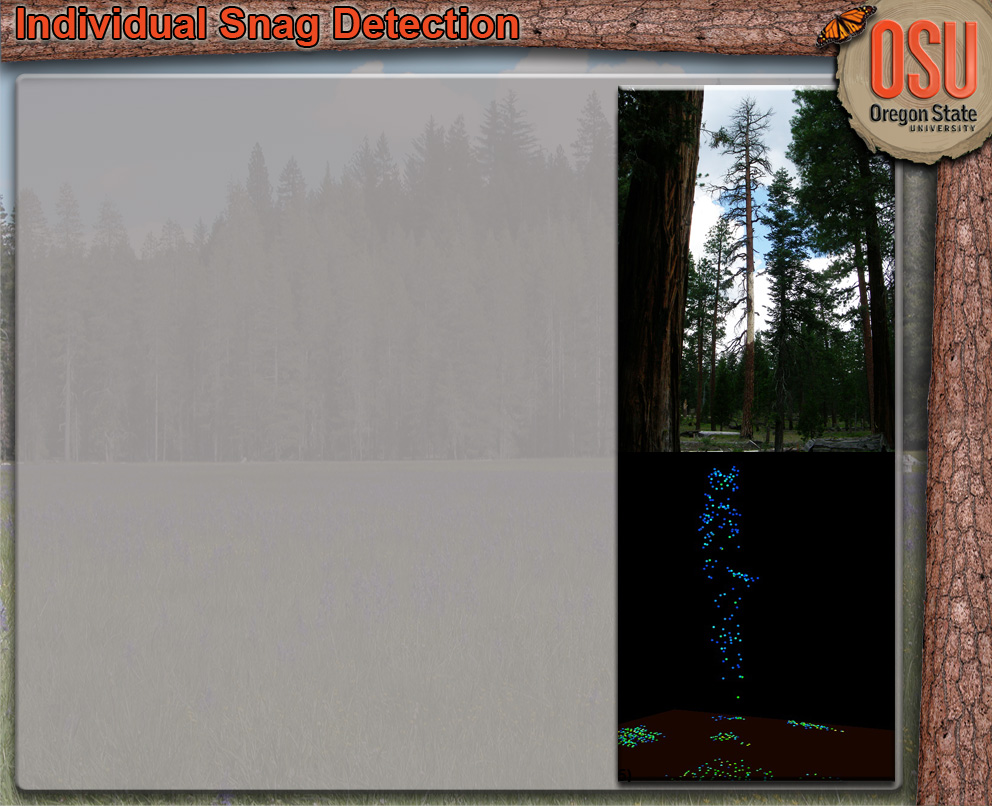 Individual Snag Detection
OSU
Oregon State
UNIVERSITY